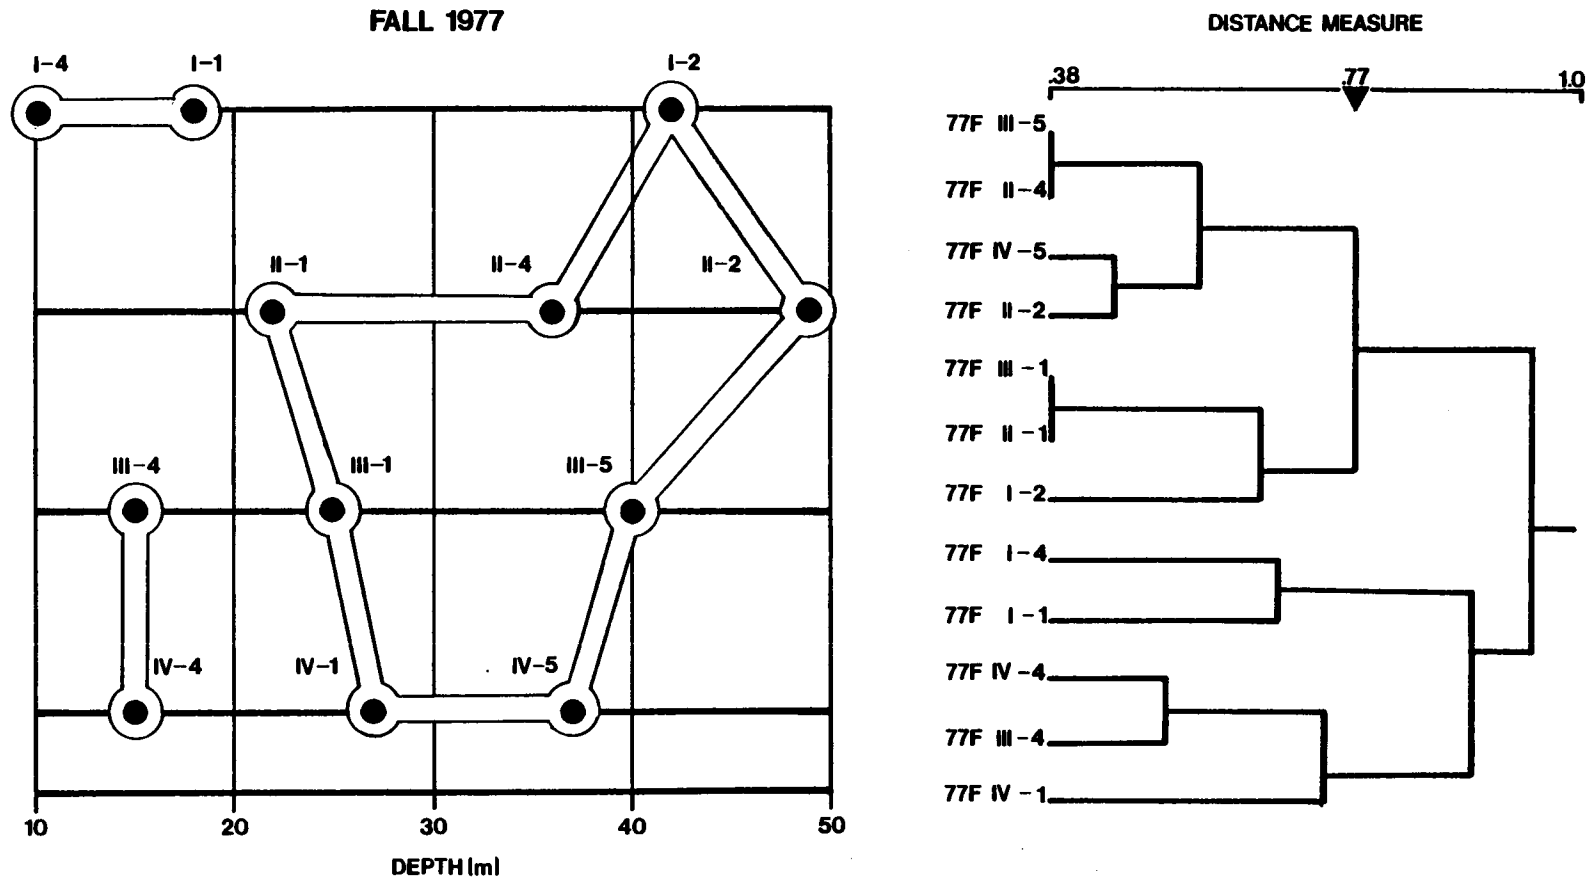 FALL 1977
I-4
I-1
I-2
II-1
II-4
II-2
III-4
III-1
III-5
IV-4
IV-1
IV-5
10 20 30 40 50
DEPTH (m)
DISTANCE MEASURE
.38 .77 1.0
77F III-5
77F II-4
77F IV-5
77F II-2
77F III-1
77F II-1
77F I-2
77F I-4
77F I-1
77F IV-4
77F III-4
77F IV-1